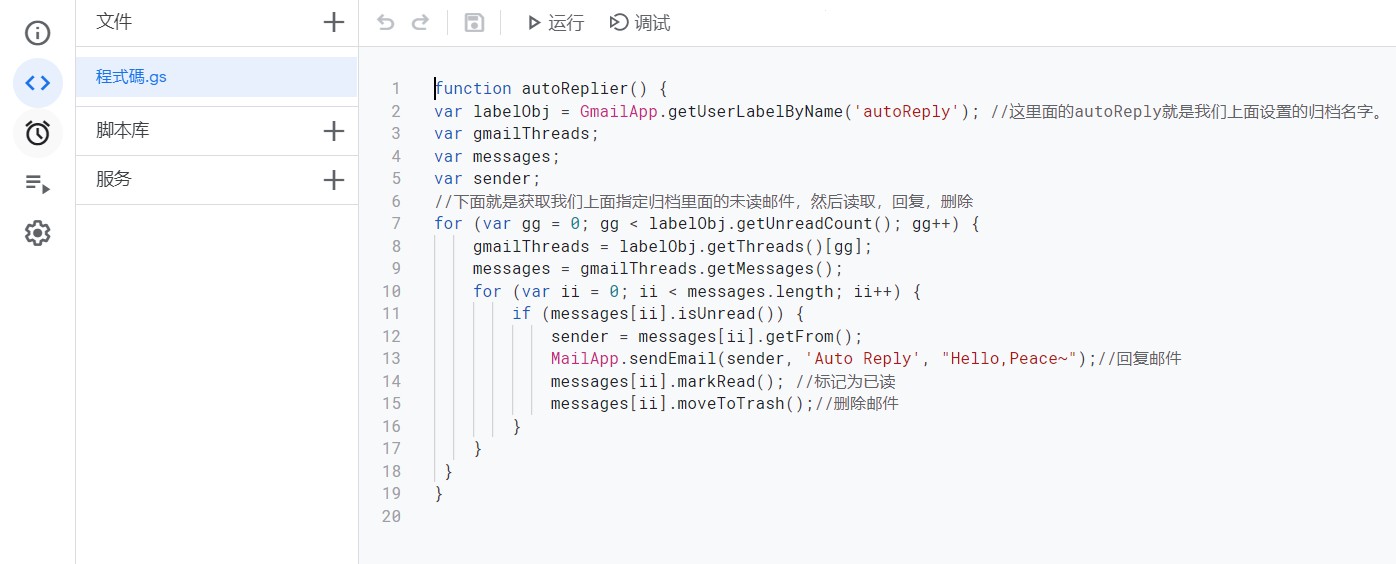 文件
程式碼.gs
脚本库
服务
运行 调试
1 function autoReplier() {
2 var labelObj = GmailApp.getUserLabelByName('autoReply'); //这里面的autoReply就是我们上面设置的归档名字。
3 var gmailThreads;
4 var messages;
5 var sender;
6 //下面就是获取我们上面指定归档里面的未读邮件，然后读取，回复，删除
7 for (var gg = 0; gg < labelObj.getUnreadCount(); gg++) {
8 gmailThreads = labelObj.getThreads()[gg];
9 messages = gmailThreads.getMessages();
10 for (var ii = 0; ii < messages.length; ii++) {
11 if (messages[ii].isUnread()) {
12 sender = messages[ii].getFrom();
13 MailApp.sendEmail(sender, 'Auto Reply', "Hello,Peace~");//回复邮件
14 messages[ii].markRead(); //标记为已读
15 messages[ii].moveToTrash();//删除邮件
16 }
17 }
18 }
19 }
20